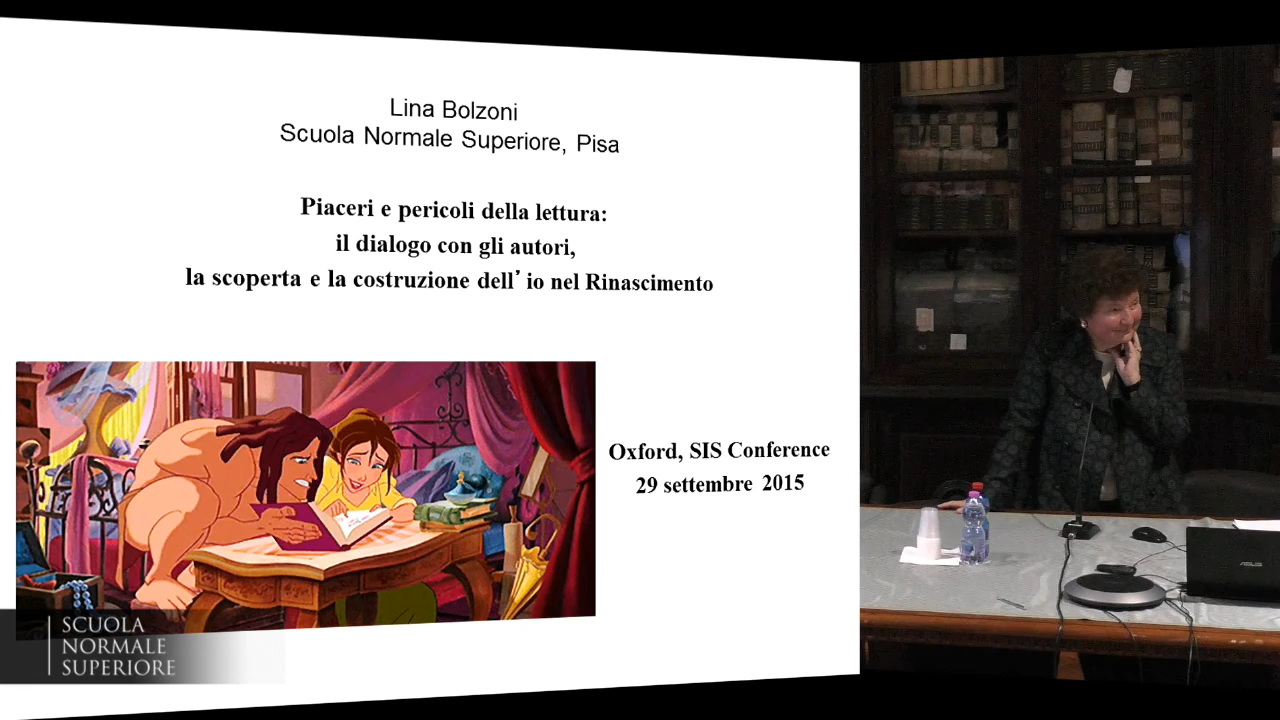 Lina Bolzoni
Scuola Normale Superiore, Pisa
Piaceri e pericoli della lettura:
il dialogo con gli autori,
la scoperta e la costruzione dell’ io nel Rinascimento
Oxford, SIS Conference
29 settembre 2015
SCUOLA
NORMALE
SUPERIORE
ASUS